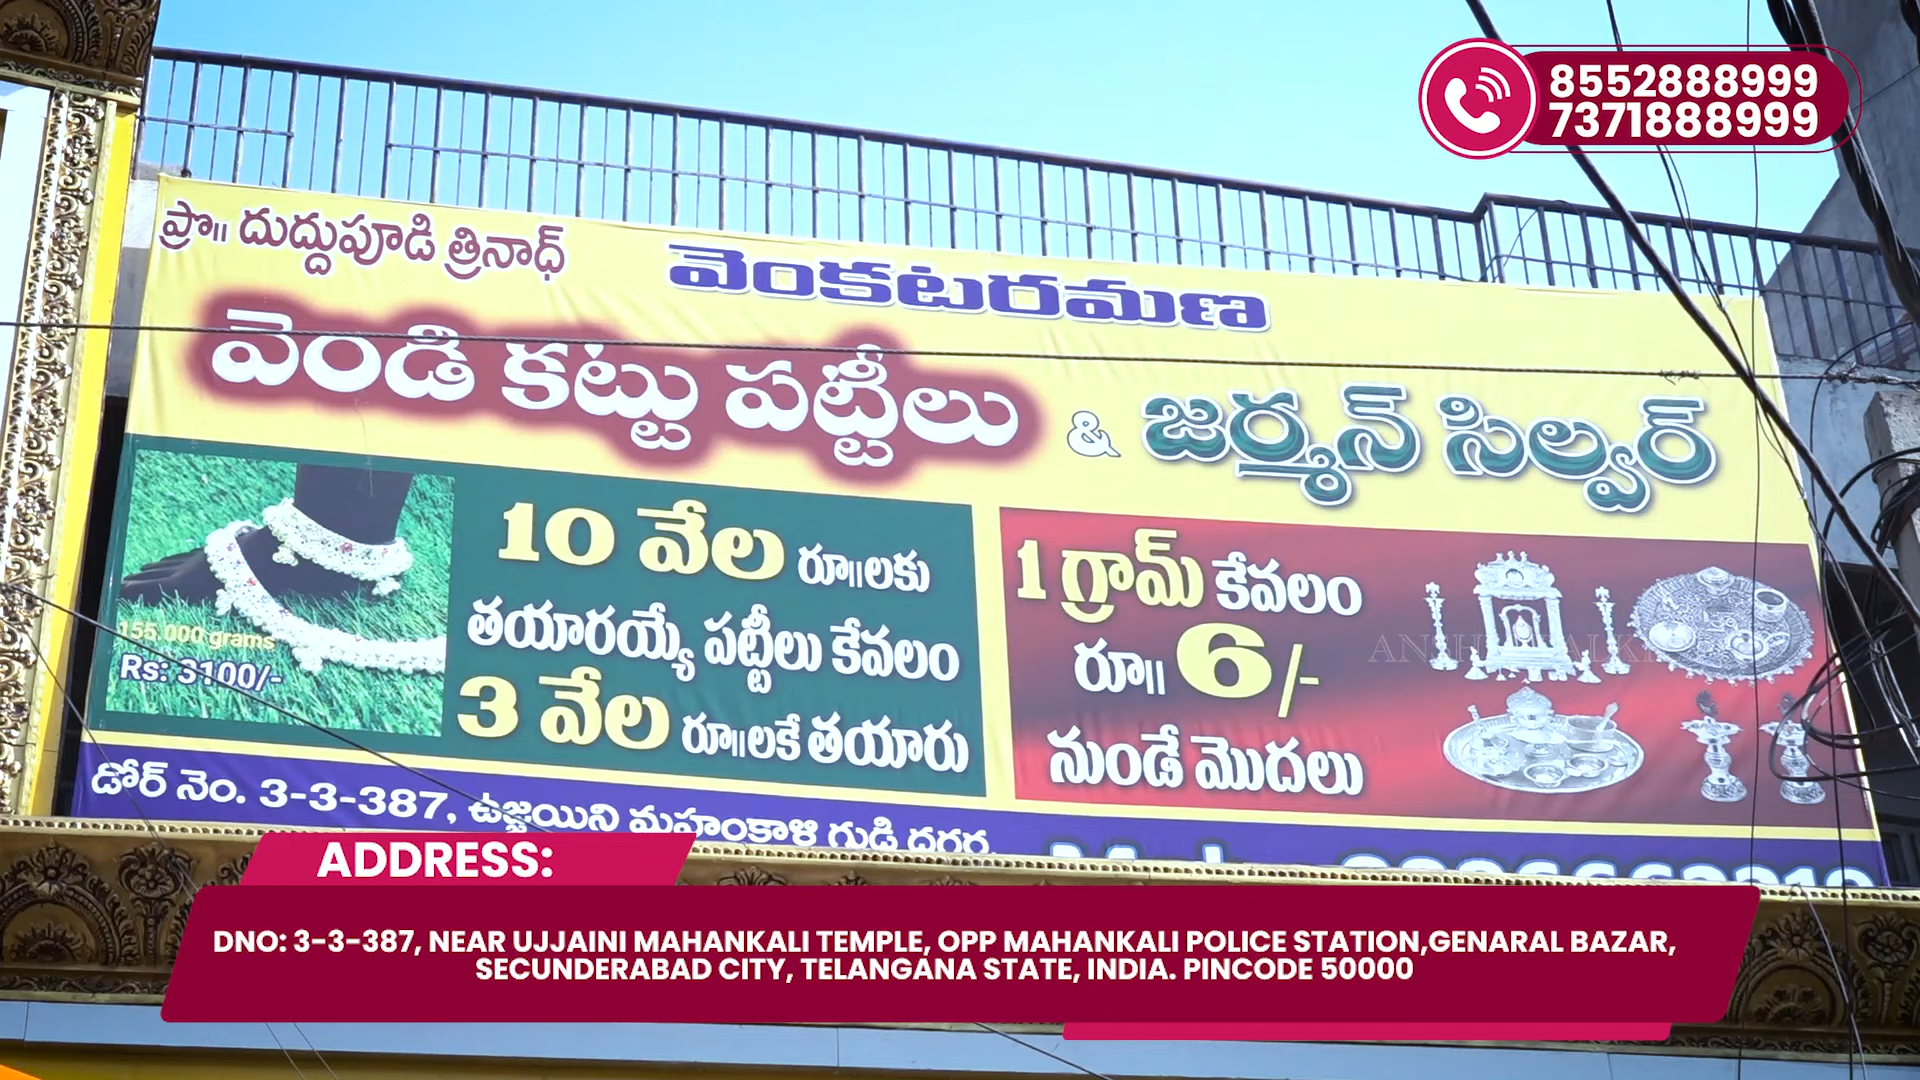 8552888999
7371888999
ప్రొ॥ దుద్దుపూడి త్రినాధ్
వెంకటరమణ
వెండి కట్టు పట్టీలు & జర్మన్ సిల్వర్
155.000 grams
Rs: 3100/-
10 వేల రూ॥లకు
తయారయ్యే పట్టీలు కేవలం
3 వేల రూ॥లకే తయారు
1 గ్రామ్ కేవలం
రూ॥ 6/-
నుండే మొదలు
డోర్ నెం. 3-3-387, ఉజ్జయిని మహంకాళి గుడి దగ్గర,
ADDRESS:
DNO: 3-3-387, NEAR UJJAINI MAHANKALI TEMPLE, OPP MAHANKALI POLICE STATION,GENARAL BAZAR,
SECUNDERABAD CITY, TELANGANA STATE, INDIA. PINCODE 50000